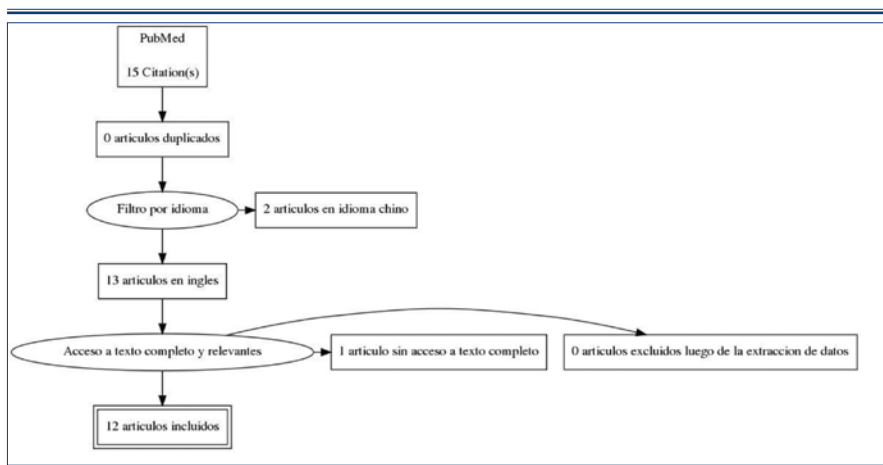 PubMed
15 Citation(s)
0 articulos duplicados
Filtro por idioma
2 articulos en idioma chino
13 articulos en ingles
Acceso a texto completo y relevantes
1 articulo sin acceso a texto completo
0 articulos excluidos luego de la extraccion de datos
12 articulos incluidos